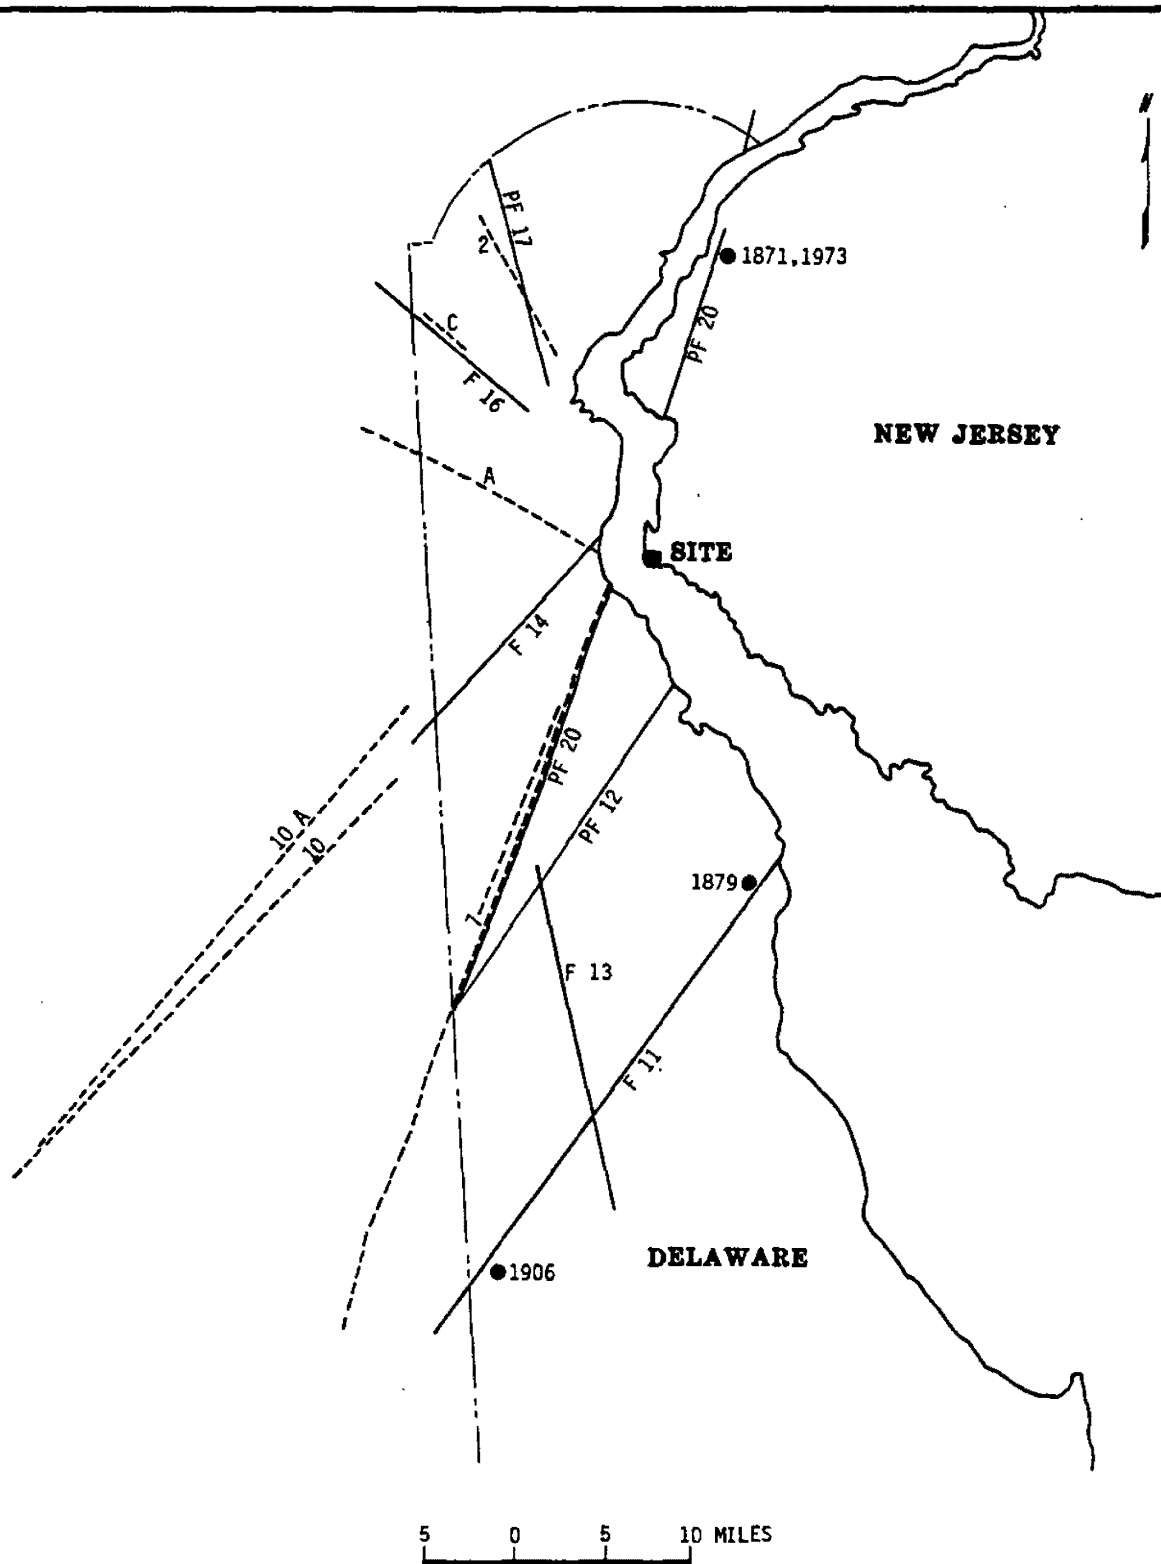 N
PF 17
2
1871,1973
C
PF 20
F 16
NEW JERSEY
A
SITE
F 14
PF 20
10 A
10
PF 12
1879
7
F 13
F 11
DELAWARE
1906
5 0 5 10 MILES